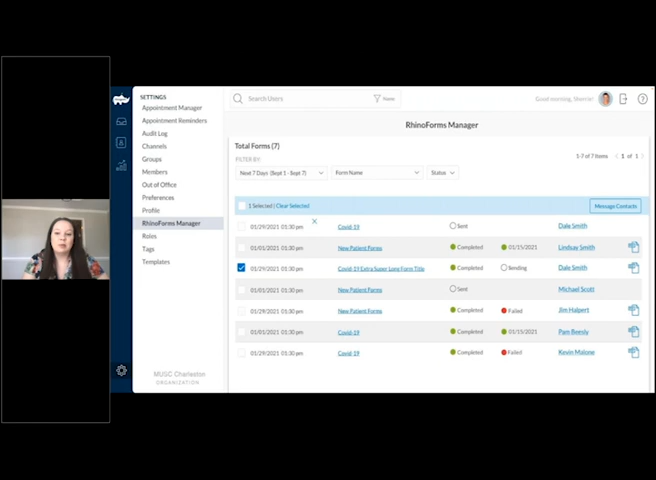 SETTINGS
Appointment Manager
Appointment Reminders
Audit Log
Channels
Groups
Members
Out of Office
Preferences
Profile
RhinoForms Manager
Roles
Tags
Templates
MUSC Charleston
ORGANIZATION
Search Users
Good morning, Sherrie!
RhinoForms Manager
Total Forms (7)
FILTER BY:
1-7 of 7 Items 1 of 1
Next 7 Days (Sept 1 - Sept 7) Form Name Status
1 Selected | Clear Selected Message Contacts
01/29/2021 01:30 pm Covid-19 Sent Dale Smith
01/01/2021 01:30 pm New Patient Forms Completed 01/15/2021 Lindsay Smith
01/29/2021 01:30 pm Covid-19 Extra Super Long Form Title Completed Sending Dale Smith
01/01/2021 01:30 pm New Patient Forms Sent Michael Scott
01/29/2021 01:30 pm New Patient Forms Completed Failed Jim Halpert
01/01/2021 01:30 pm Covid-19 Completed 01/15/2021 Pam Beesly
01/29/2021 01:30 pm Covid-19 Completed Failed Kevin Malone